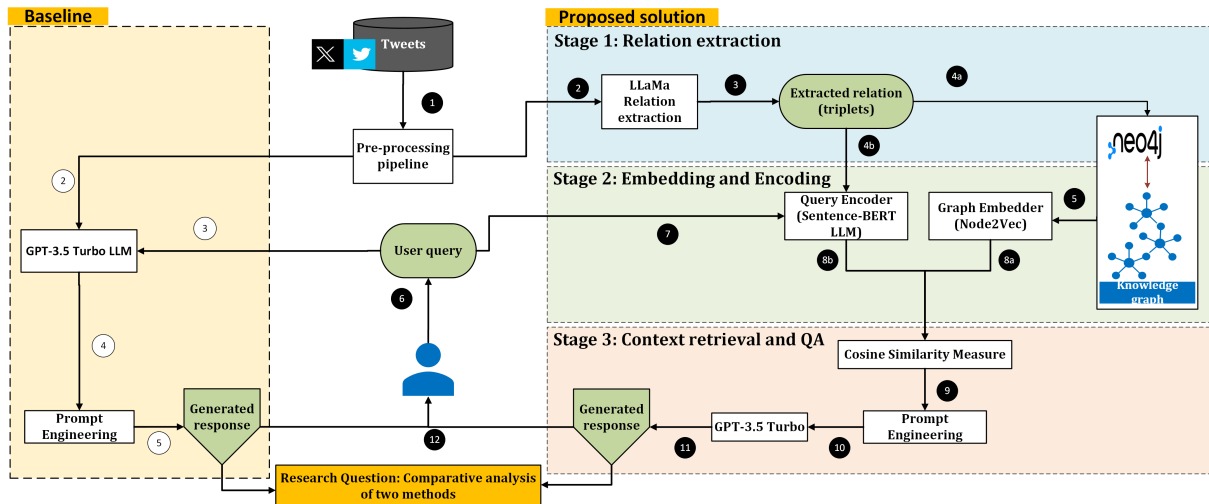 Baseline
Proposed solution
Tweets
Stage 1: Relation extraction
1
2
LLaMa
Relation
extraction
3
Extracted relation
(triplets)
4a
Pre-processing
pipeline
4b
neo4j
2
Stage 2: Embedding and Encoding
Query Encoder
(Sentence-BERT
LLM)
Graph Embedder
(Node2Vec)
5
3
User query
7
GPT-3.5 Turbo LLM
8b
8a
6
Knowledge
graph
4
Stage 3: Context retrieval and QA
Cosine Similarity Measure
9
Prompt
Engineering
5
Generated
response
12
Generated
response
11
GPT-3.5 Turbo
10
Prompt
Engineering
Research Question: Comparative analysis
of two methods